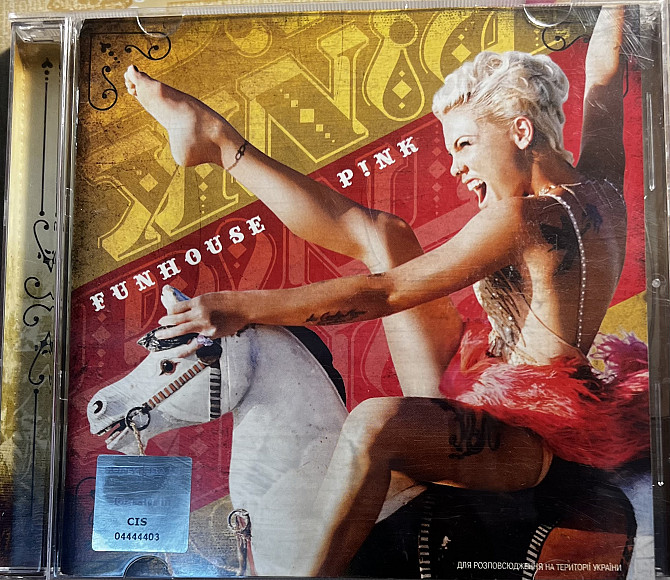 P!NK
FUNHOUSE
CIS
04444403
ДЛЯ РОЗПОВСЮДЖЕННЯ НА ТЕРИТОРІЇ УКРАЇНИ